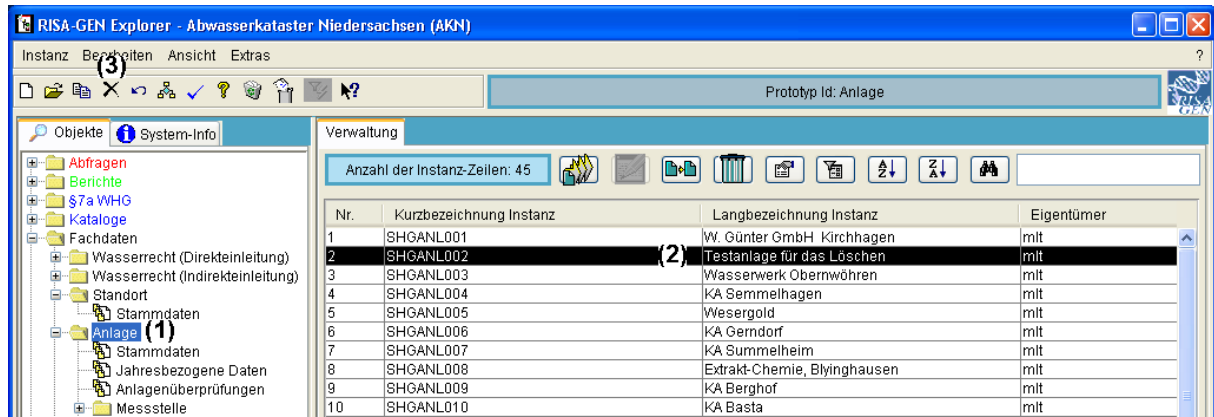 RISA-GEN Explorer - Abwasserkataster Niedersachsen (AKN)
Instanz Bearbeiten Ansicht Extras ?
(3)
Prototyp Id: Anlage
RISA
GEN
Objekte System-Info
Verwaltung
Abfragen
Berichte
§7a WHG
Kataloge
Fachdaten
Wasserrecht (Direkteinleitung)
Wasserrecht (Indirekteinleitung)
Standort
Stammdaten
Anlage (1)
Stammdaten
Jahresbezogene Daten
Anlagenüberprüfungen
Messstelle
Anzahl der Instanz-Zeilen: 45
Nr. Kurzbezeichnung Instanz Langbezeichnung Instanz Eigentümer
1 SHGANL001 W. Günter GmbH Kirchhagen mlt
2 SHGANL002 (2) Testanlage für das Löschen mlt
3 SHGANL003 Wasserwerk Obernwöhren mlt
4 SHGANL004 KA Semmelhagen mlt
5 SHGANL005 Wesergold mlt
6 SHGANL006 KA Gerndorf mlt
7 SHGANL007 KA Summelheim mlt
8 SHGANL008 Extrakt-Chemie, Blyinghausen mlt
9 SHGANL009 KA Berghof mlt
10 SHGANL010 KA Basta mlt